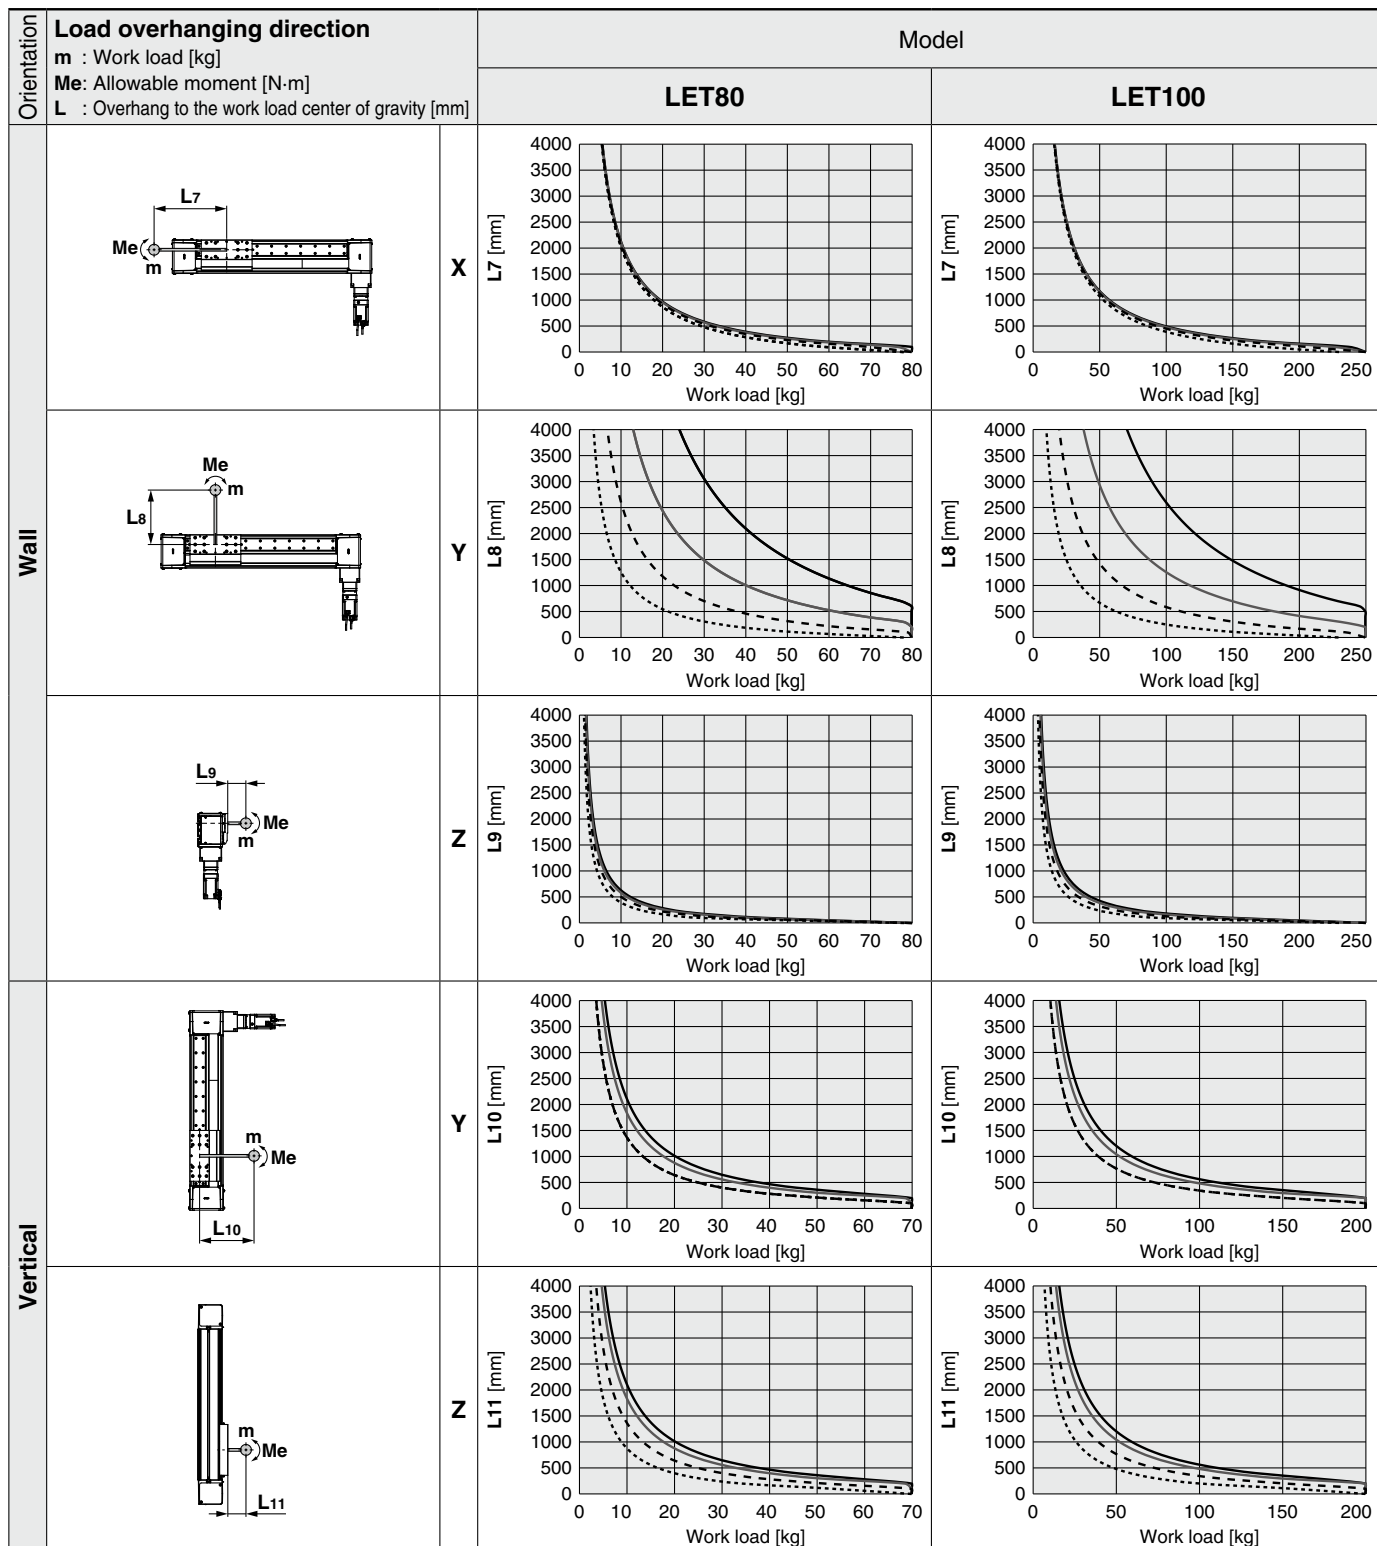 Orientation
Load overhanging direction
m : Work load [kg]
Me: Allowable moment [N·m]
L : Overhang to the work load center of gravity [mm]
Model
LET80
LET100
Wall
L7
Me
m
X
L7 [mm]
4000
3500
3000
2500
2000
1500
1000
500
0
0 10 20 30 40 50 60 70 80
Work load [kg]
L7 [mm]
4000
3500
3000
2500
2000
1500
1000
500
0
0 50 100 150 200 250
Work load [kg]
Me
m
L8
Y
L8 [mm]
4000
3500
3000
2500
2000
1500
1000
500
0
0 10 20 30 40 50 60 70 80
Work load [kg]
L8 [mm]
4000
3500
3000
2500
2000
1500
1000
500
0
0 50 100 150 200 250
Work load [kg]
L9
Me
m
Z
L9 [mm]
4000
3500
3000
2500
2000
1500
1000
500
0
0 10 20 30 40 50 60 70 80
Work load [kg]
L9 [mm]
4000
3500
3000
2500
2000
1500
1000
500
0
0 50 100 150 200 250
Work load [kg]
Vertical
m
Me
L10
Y
L10 [mm]
4000
3500
3000
2500
2000
1500
1000
500
0
0 10 20 30 40 50 60 70
Work load [kg]
L10 [mm]
4000
3500
3000
2500
2000
1500
1000
500
0
0 50 100 150 200
Work load [kg]
m
Me
L11
Z
L11 [mm]
4000
3500
3000
2500
2000
1500
1000
500
0
0 10 20 30 40 50 60 70
Work load [kg]
L11 [mm]
4000
3500
3000
2500
2000
1500
1000
500
0
0 50 100 150 200
Work load [kg]